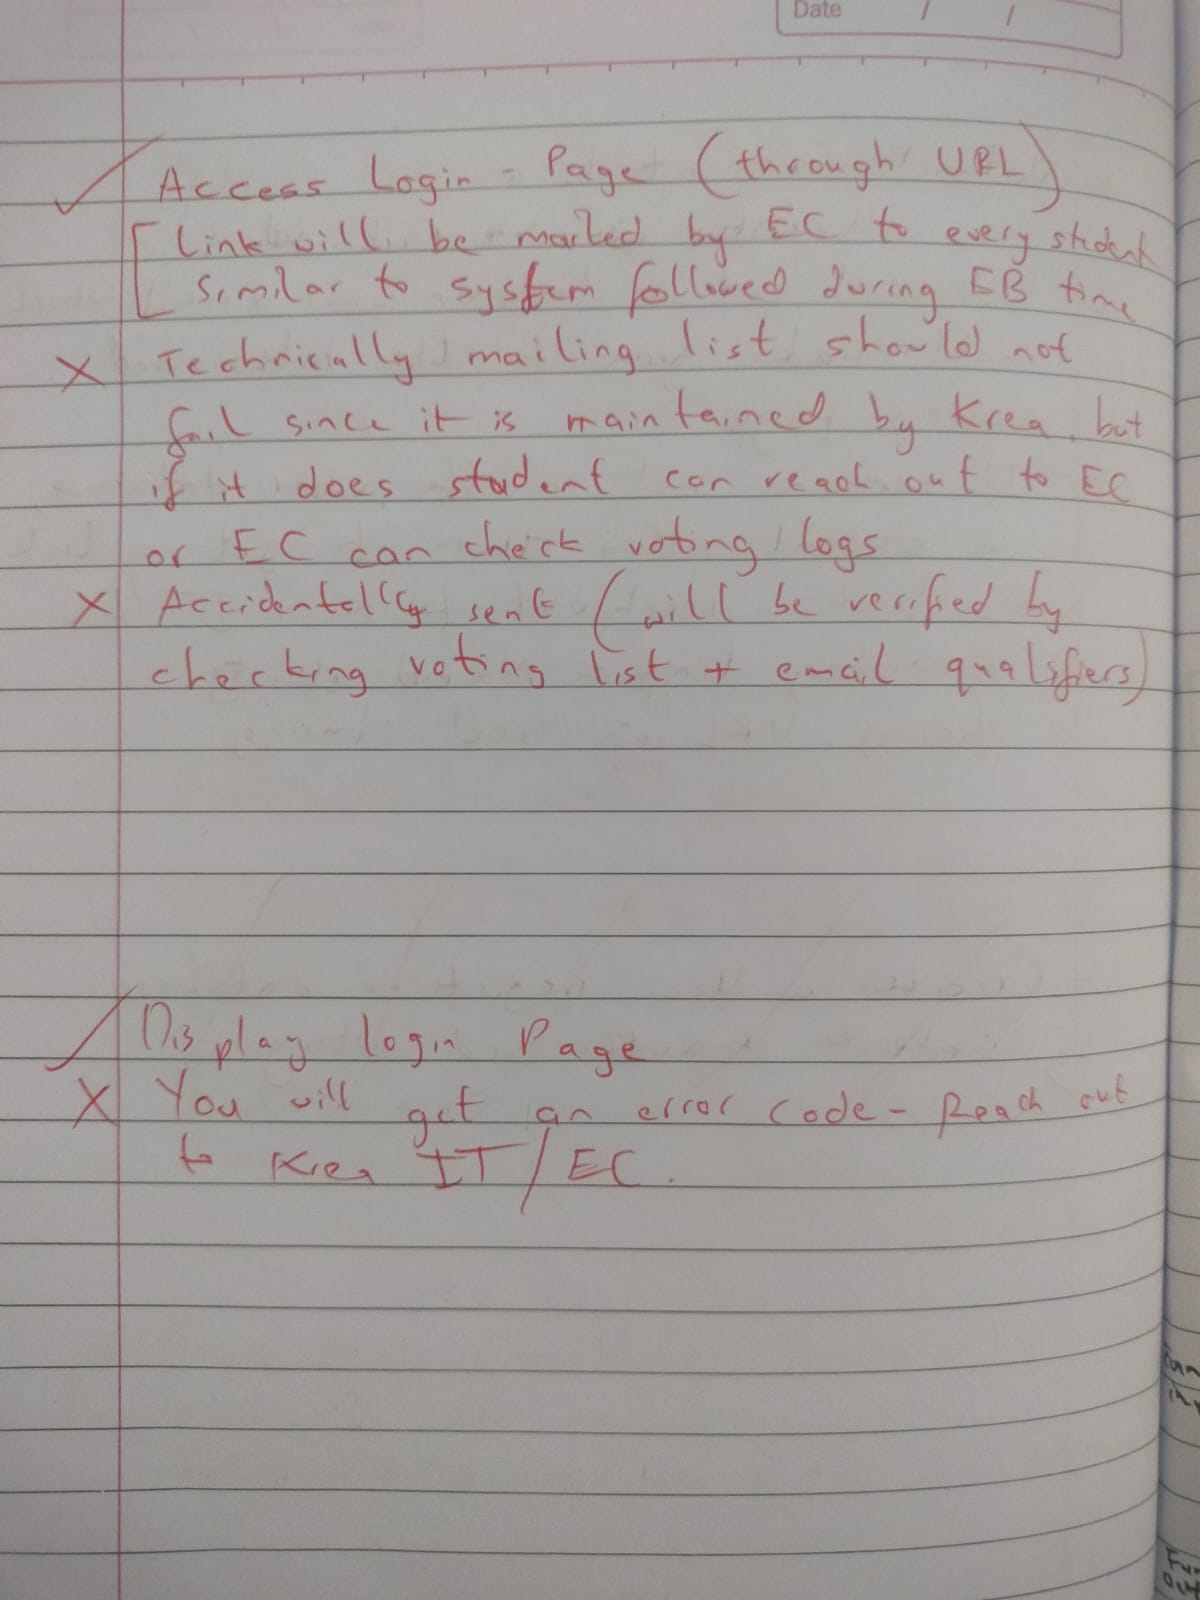 Date / /
✓ Access Login - Page (through URL)
[ Link will be mailed by EC to every student
Similar to system followed during EB time
X Technically mailing list should not
fail since it is maintained by Krea, but
if it does student can reach out to EC
or EC can check voting logs
X Accidentally sent (will be verified by
checking voting list + email qualifiers)
✓ Display login Page
X You will get an error code - Reach out
to Krea IT/EC.